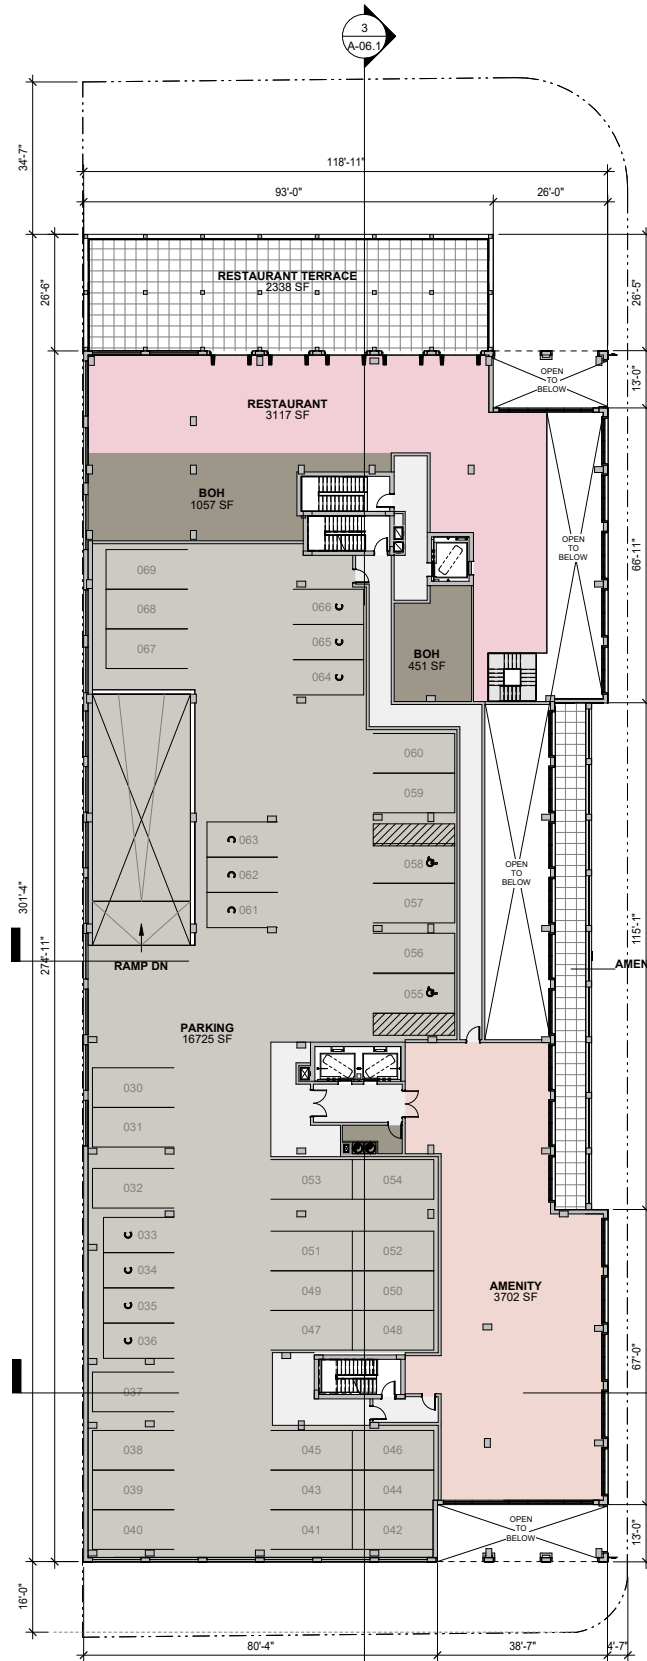 3
A-06.1
34'-7"
118'-11"
93'-0"
26'-0"
26'-6"
RESTAURANT TERRACE
2338 SF
26'-5"
OPEN
TO
BELOW
13'-0"
RESTAURANT
3117 SF
BOH
1057 SF
OPEN
TO
BELOW
66'-11"
069
068
067
066
065
064
BOH
451 SF
060
059
063
062
061
058
057
056
055
OPEN
TO
BELOW
301'-4"
274'-11"
115'-1"
RAMP DN
AMEN
PARKING
16725 SF
030
031
032
053
054
033
034
035
036
051
052
049
050
047
048
AMENITY
3702 SF
67'-0"
037
038
045
046
039
043
044
040
041
042
OPEN
TO
BELOW
13'-0"
16'-0"
80'-4"
38'-7"
4'-7"